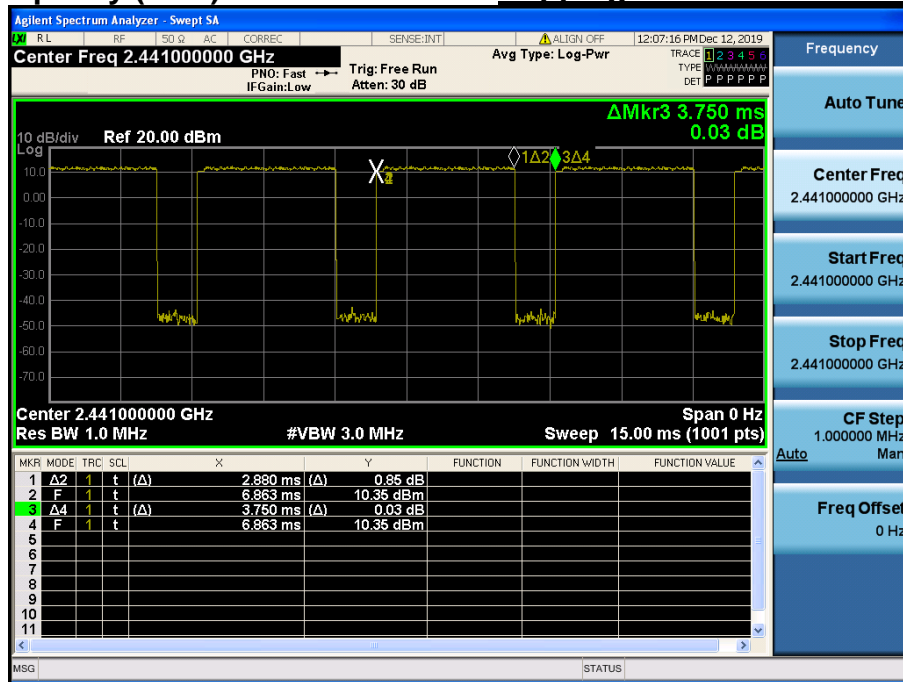 Agilent Spectrum Analyzer - Swept SA
LXI RL RF 50 Ω AC CORREC SENSE:INT ALIGN OFF 12:07:16 PM Dec 12, 2019
Center Freq 2.441000000 GHz
PNO: Fast
IFGain:Low
Trig: Free Run
Atten: 30 dB
Avg Type: Log-Pwr
TRACE 1 2 3 4 5 6
TYPE
DET P P P P P P
ΔMkr3 3.750 ms
0.03 dB
10 dB/div Ref 20.00 dBm
Log
10.0
0.00
-10.0
-20.0
-30.0
-40.0
-50.0
-60.0
-70.0
1Δ2 3Δ4
Center 2.441000000 GHz Span 0 Hz
Res BW 1.0 MHz #VBW 3.0 MHz Sweep 15.00 ms (1001 pts)
MKR MODE TRC SCL X Y FUNCTION FUNCTION WIDTH FUNCTION VALUE
1 Δ2 1 t (Δ) 2.880 ms (Δ) 0.85 dB
2 F 1 t 6.863 ms 10.35 dBm
3 Δ4 1 t (Δ) 3.750 ms (Δ) 0.03 dB
4 F 1 t 6.863 ms 10.35 dBm
5
6
7
8
9
10
11
MSG STATUS
Frequency
Auto Tune
Center Freq
2.441000000 GHz
Start Freq
2.441000000 GHz
Stop Freq
2.441000000 GHz
CF Step
1.000000 MHz
Auto Man
Freq Offset
0 Hz